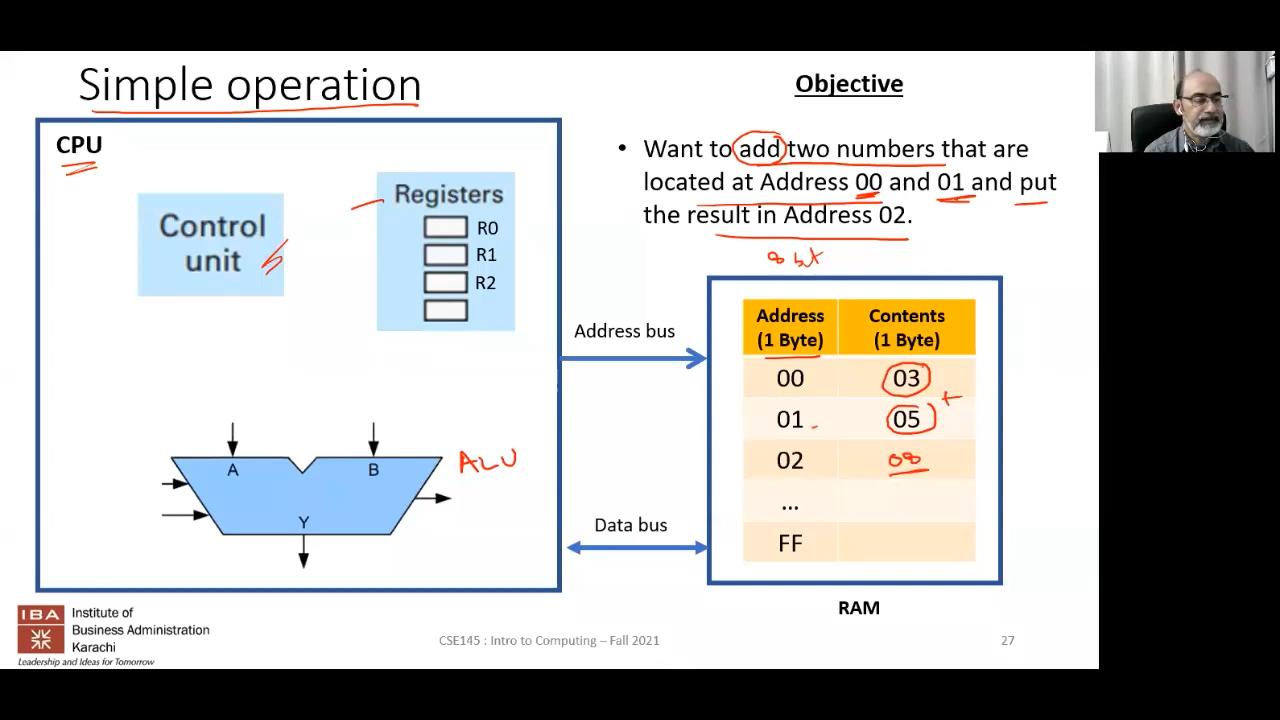 Simple operation
CPU
Control
unit
Registers
R0
R1
R2
A
B
Y
ALU
Objective
• Want to add two numbers that are
located at Address 00 and 01 and put
the result in Address 02.
8 bit
Address bus
Data bus
Address Contents
(1 Byte) (1 Byte)
00 03
01 05
+
02 08
...
FF
RAM
IBA
Institute of
Business Administration
Karachi
Leadership and Ideas for Tomorrow
CSE145 : Intro to Computing – Fall 2021
27